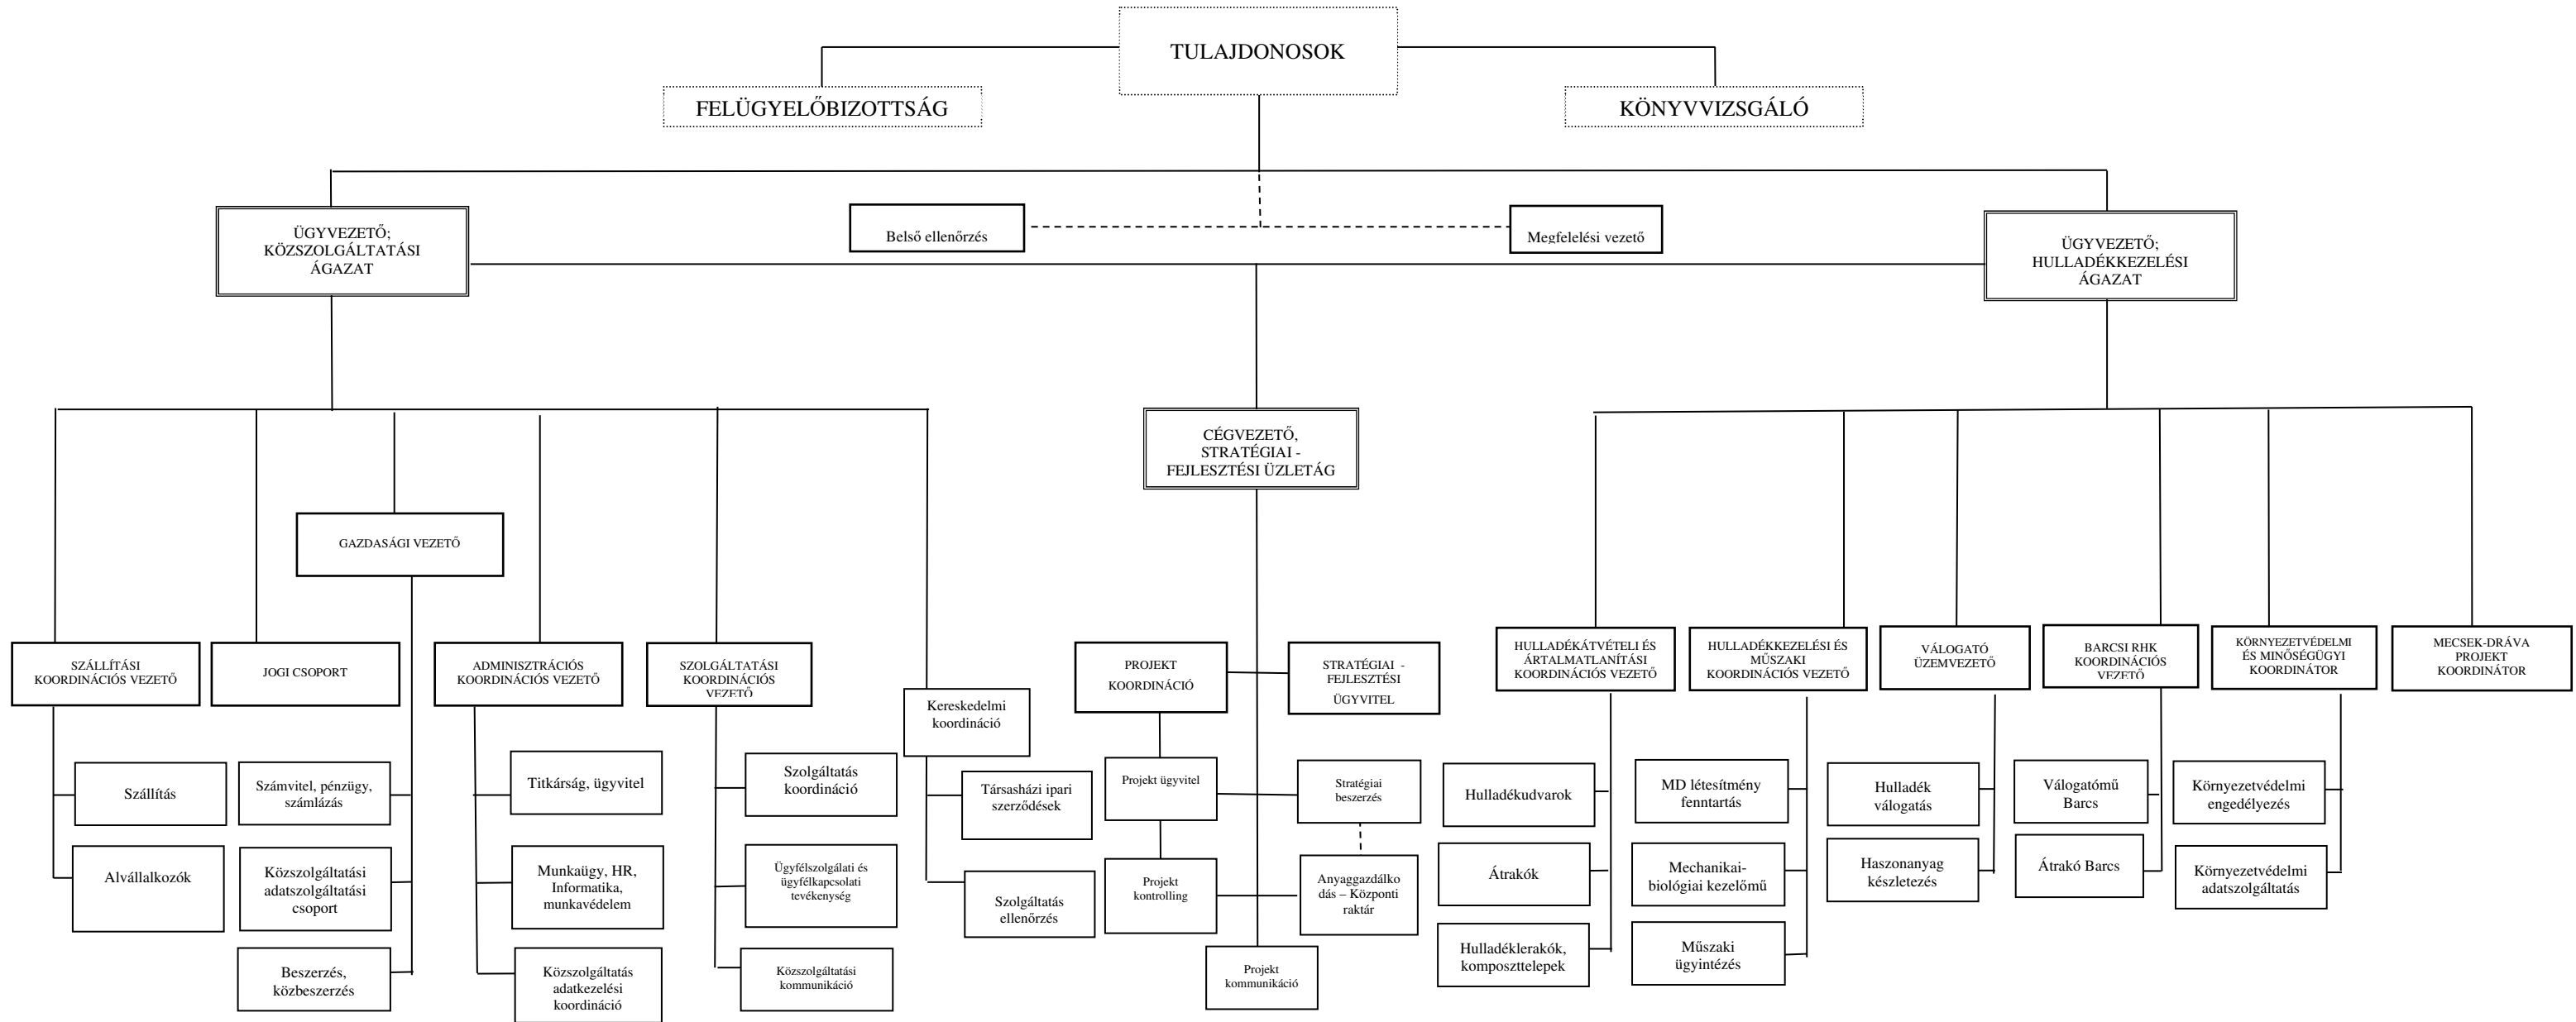 TULAJDONOSOK
FELÜGYELŐBIZOTTSÁG
KÖNYVVIZSGÁLÓ
ÜGYVEZETŐ;
KÖZSZOLGÁLTATÁSI
ÁGAZAT
Belső ellenőrzés
Megfelelési vezető
ÜGYVEZETŐ;
HULLADÉKKEZELÉSI
ÁGAZAT
CÉGVEZETŐ,
STRATÉGIAI -
FEJLESZTÉSI ÜZLETÁG
GAZDASÁGI VEZETŐ
SZÁLLÍTÁSI
KOORDINÁCIÓS VEZETŐ
JOGI CSOPORT
ADMINISZTRÁCIÓS
KOORDINÁCIÓS VEZETŐ
SZOLGÁLTATÁSI
KOORDINÁCIÓS
VEZETŐ
Kereskedelmi
koordináció
PROJEKT
KOORDINÁCIÓ
STRATÉGIAI -
FEJLESZTÉSI
ÜGYVITEL
HULLADÉKÁTVÉTELI ÉS
ÁRTALMATLANÍTÁSI
KOORDINÁCIÓS VEZETŐ
HULLADÉKKEZELÉSI ÉS
MŰSZAKI
KOORDINÁCIÓS VEZETŐ
VÁLOGATÓ
ÜZEMVEZETŐ
BARCSI RHK
KOORDINÁCIÓS
VEZETŐ
KÖRNYEZETVÉDELMI
ÉS MINŐSÉGÜGYI
KOORDINÁTOR
MECSEK-DRÁVA
PROJEKT
KOORDINÁTOR
Szállítás
Számvitel, pénzügy,
számlázás
Titkárság, ügyvitel
Szolgáltatás
koordináció
Társasházi ipari
szerződések
Projekt ügyvitel
Stratégiai
beszerzés
Hulladékudvarok
MD létesítmény
fenntartás
Hulladék
válogatás
Válogatómű
Barcs
Környezetvédelmi
engedélyezés
Alvállalkozók
Közszolgáltatási
adatszolgáltatási
csoport
Munkaügy, HR,
Informatika,
munkavédelem
Ügyfélszolgálati és
ügyfélkapcsolati
tevékenység
Szolgáltatás
ellenőrzés
Projekt
kontrolling
Anyaggazdálko
dás – Központi
raktár
Átrakók
Mechanikai-
biológiai kezelőmű
Haszonanyag
készletezés
Átrakó Barcs
Környezetvédelmi
adatszolgáltatás
Beszerzés,
közbeszerzés
Közszolgáltatás
adatkezelési
koordináció
Közszolgáltatási
kommunikáció
Projekt
kommunikáció
Hulladéklerakók,
komposzttelepek
Műszaki
ügyintézés